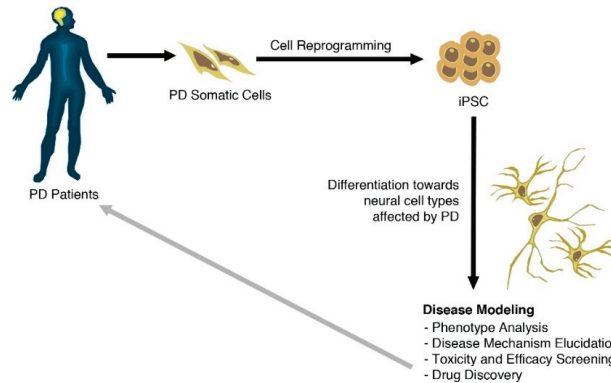 Cell Reprogramming
PD Somatic Cells
iPSC
PD Patients
Differentiation towards
neural cell types
affected by PD
Disease Modeling
- Phenotype Analysis
- Disease Mechanism Elucidation
- Toxicity and Efficacy Screening
- Drug Discovery